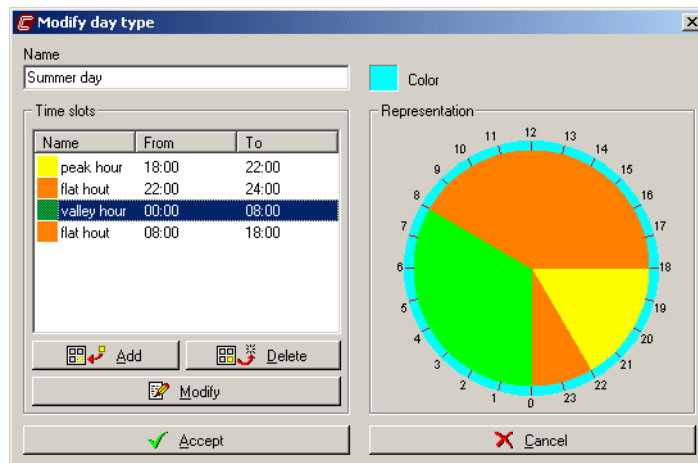 Modify day type
Name
Summer day
Color
Time slots
Name From To
peak hour 18:00 22:00
flat hout 22:00 24:00
valley hour 00:00 08:00
flat hout 08:00 18:00
Add Delete
Modify
Representation
12
11 13
10 14
9 15
8 16
7 17
6 18
5 19
4 20
3 21
2 22
1 23
0
Accept Cancel